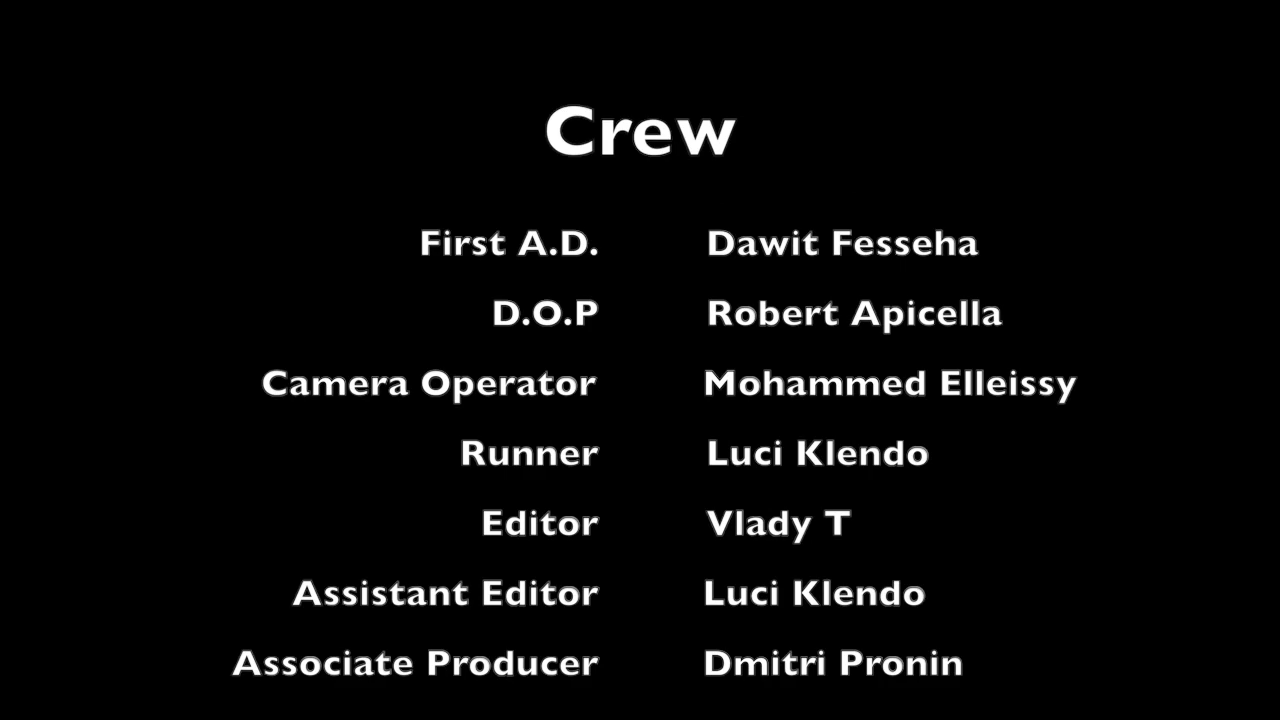 Crew
First A.D. Dawit Fesseha
D.O.P Robert Apicella
Camera Operator Mohammed Elleissy
Runner Luci Klendo
Editor Vlady T
Assistant Editor Luci Klendo
Associate Producer Dmitri Pronin